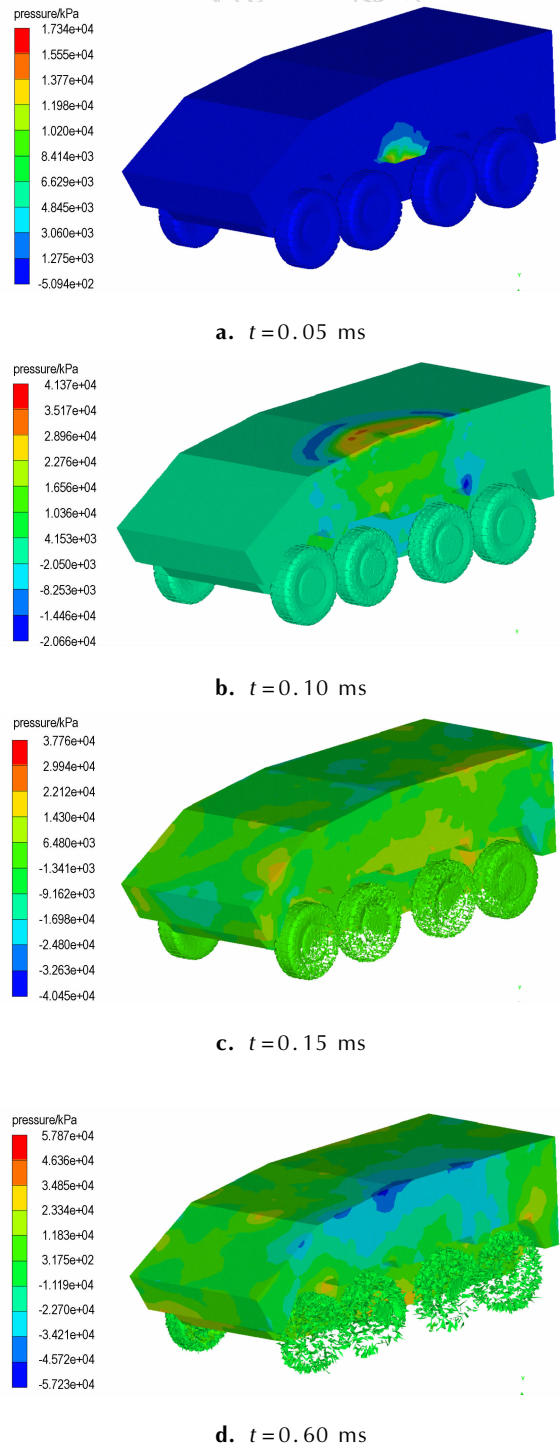 pressure/kPa
1.734e+04
1.555e+04
1.377e+04
1.198e+04
1.020e+04
8.414e+03
6.629e+03
4.845e+03
3.060e+03
1.275e+03
-5.094e+02
Y
a. t=0.05 ms
pressure/kPa
4.137e+04
3.517e+04
2.896e+04
2.276e+04
1.656e+04
1.036e+04
4.153e+03
-2.050e+03
-8.253e+03
-1.446e+04
-2.066e+04
b. t=0.10 ms
pressure/kPa
3.776e+04
2.994e+04
2.212e+04
1.430e+04
6.480e+03
-1.341e+03
-9.162e+03
-1.698e+04
-2.480e+04
-3.263e+04
-4.045e+04
Y
c. t=0.15 ms
pressure/kPa
5.787e+04
4.636e+04
3.485e+04
2.334e+04
1.183e+04
3.175e+02
-1.119e+04
-2.270e+04
-3.421e+04
-4.572e+04
-5.723e+04
Y
d. t=0.60 ms